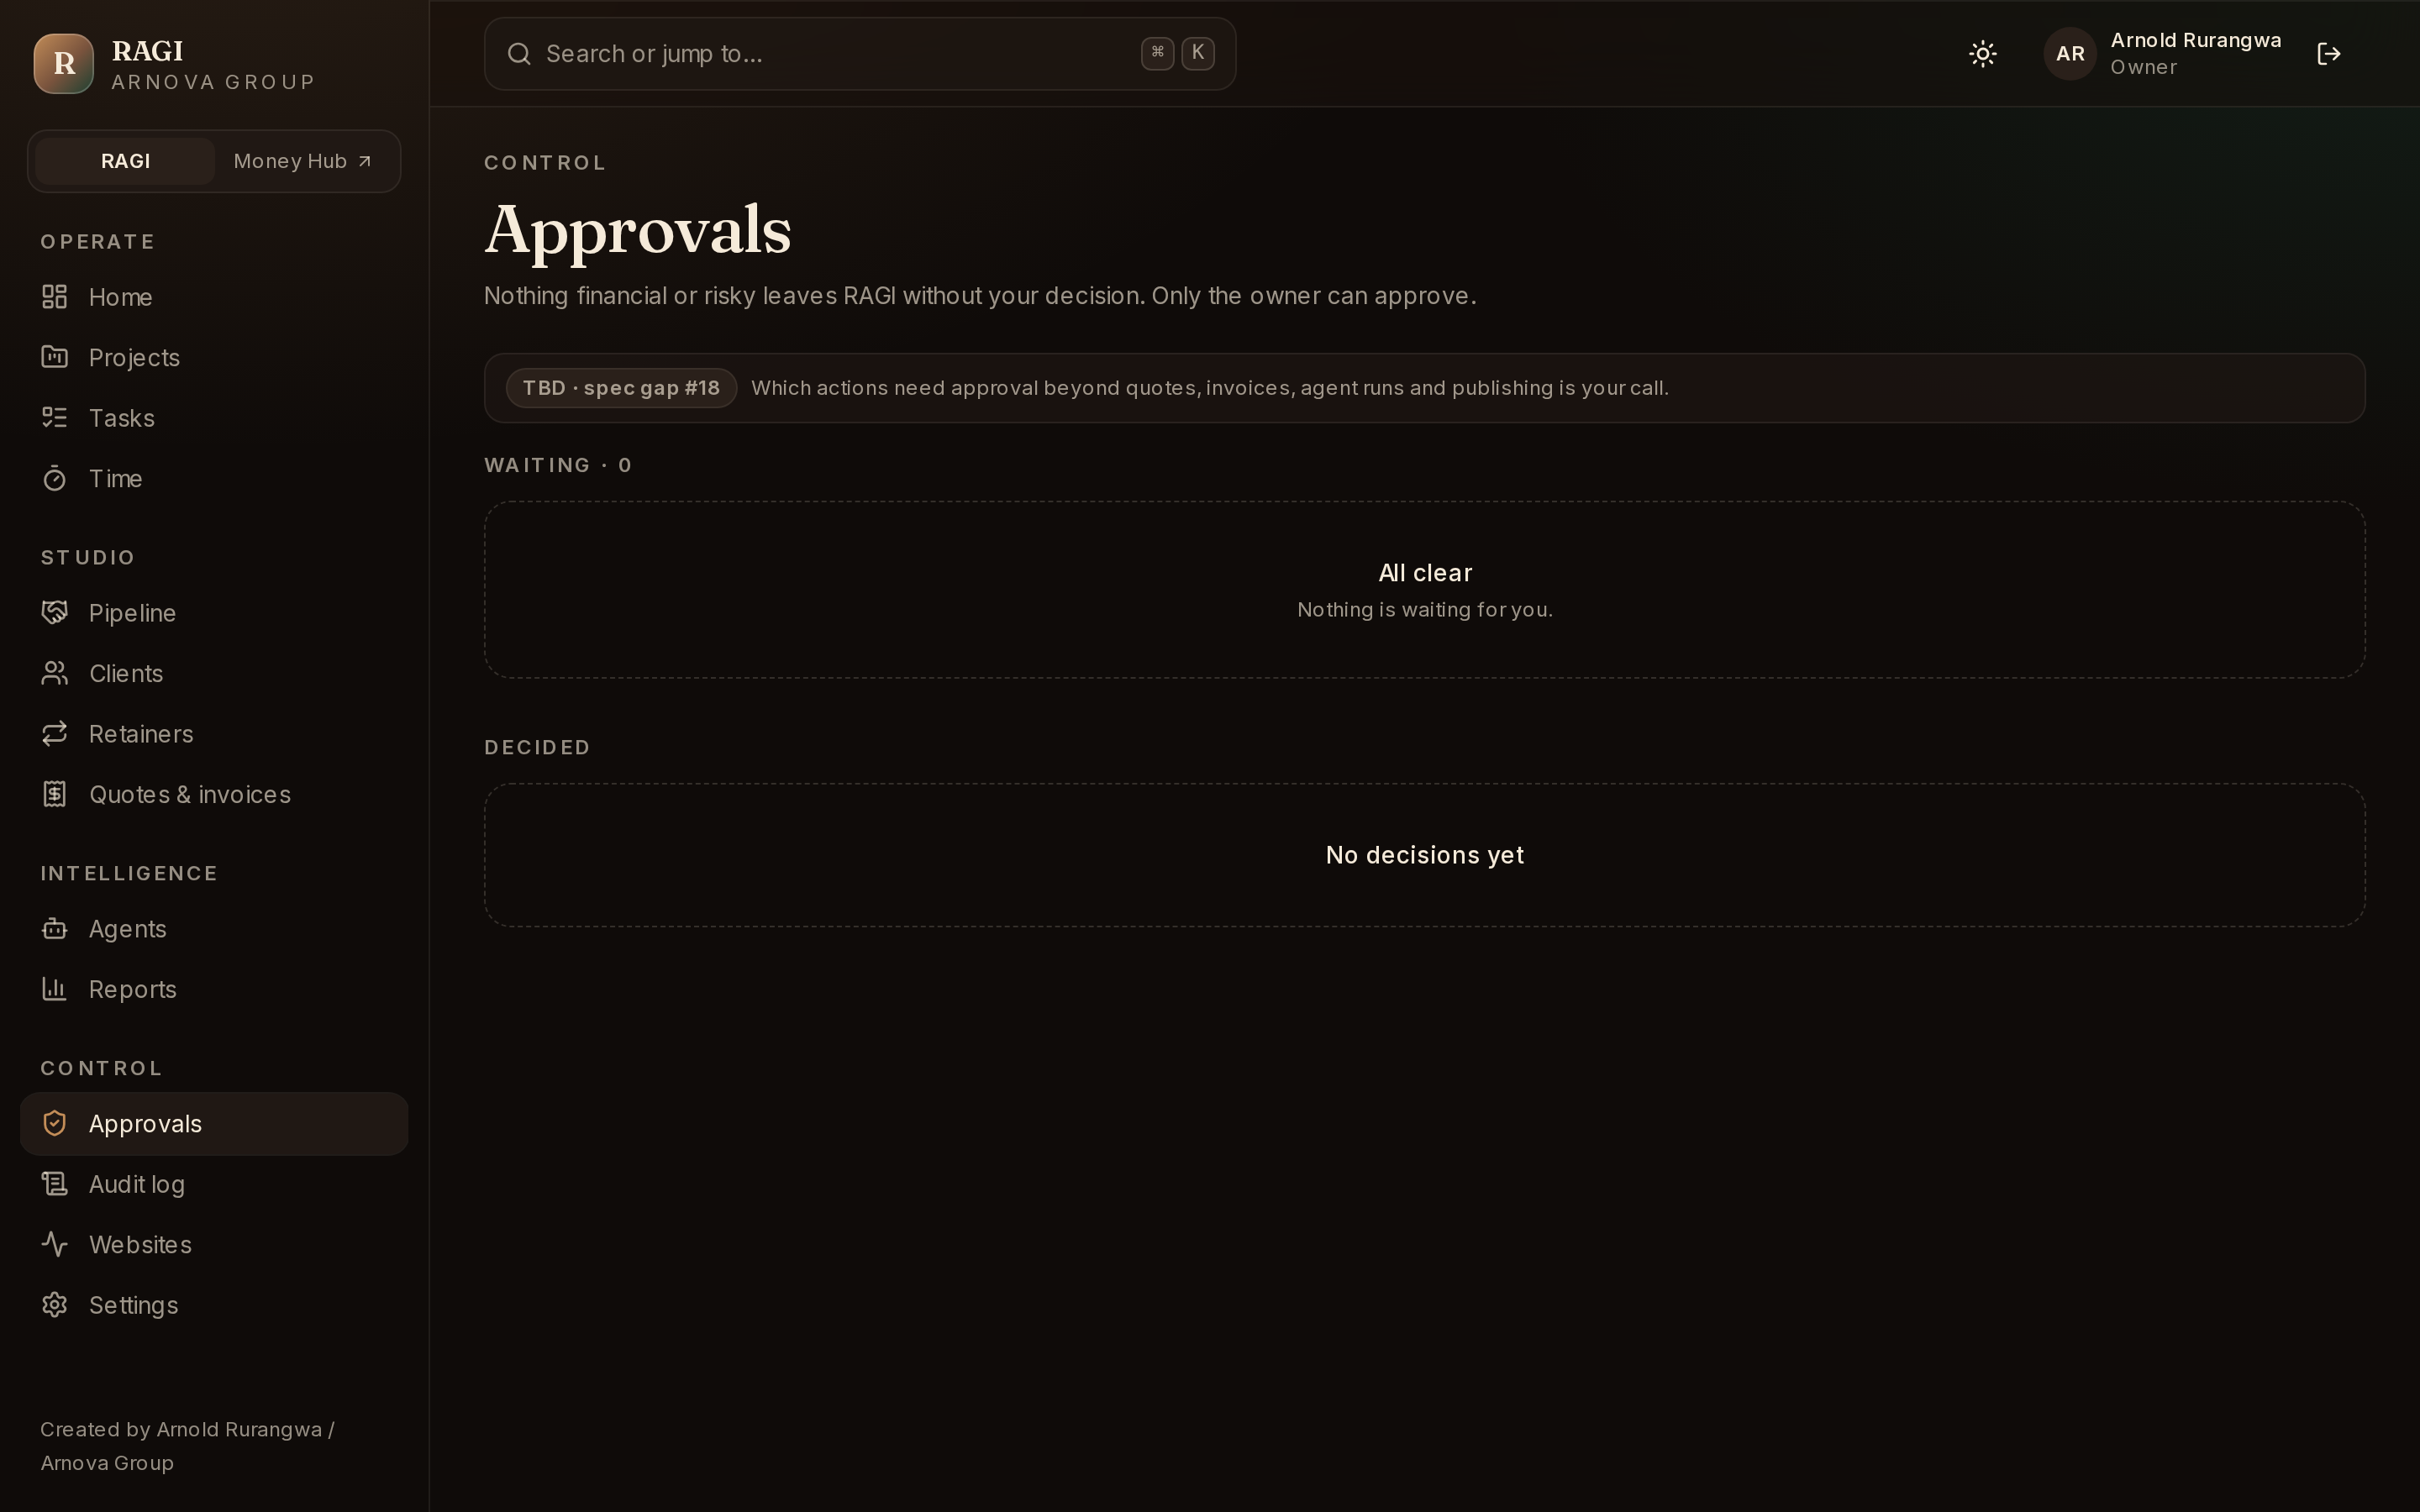 R
RAGI
ARNOVA GROUP
RAGI
Money Hub
OPERATE
Home
Projects
Tasks
Time
STUDIO
Pipeline
Clients
Retainers
Quotes & invoices
INTELLIGENCE
Agents
Reports
CONTROL
Approvals
Audit log
Websites
Settings
Created by Arnold Rurangwa /
Arnova Group
Search or jump to...
⌘ K
AR
Arnold Rurangwa
Owner
CONTROL
Approvals
Nothing financial or risky leaves RAGI without your decision. Only the owner can approve.
TBD · spec gap #18 Which actions need approval beyond quotes, invoices, agent runs and publishing is your call.
WAITING · 0
All clear
Nothing is waiting for you.
DECIDED
No decisions yet